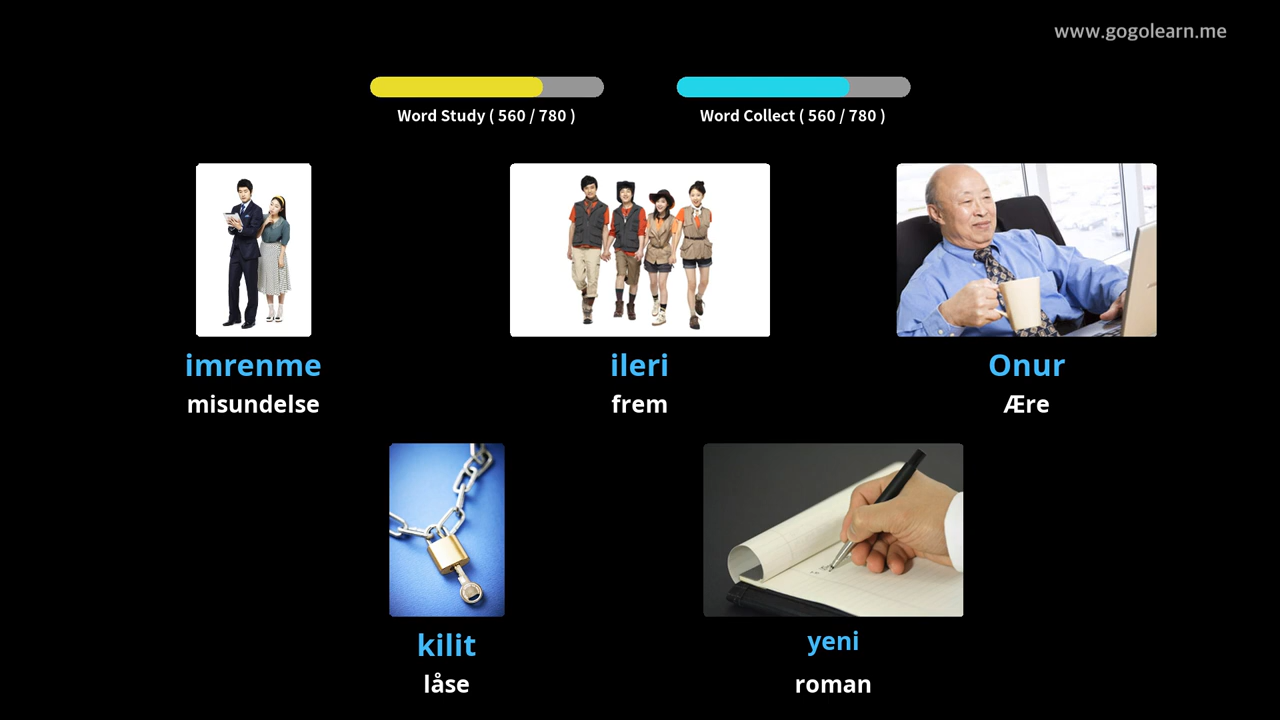 www.gogolearn.me
Word Study ( 560 / 780 )
Word Collect ( 560 / 780 )
imrenme
misundelse
ileri
frem
Onur
Ære
kilit
låse
yeni
roman